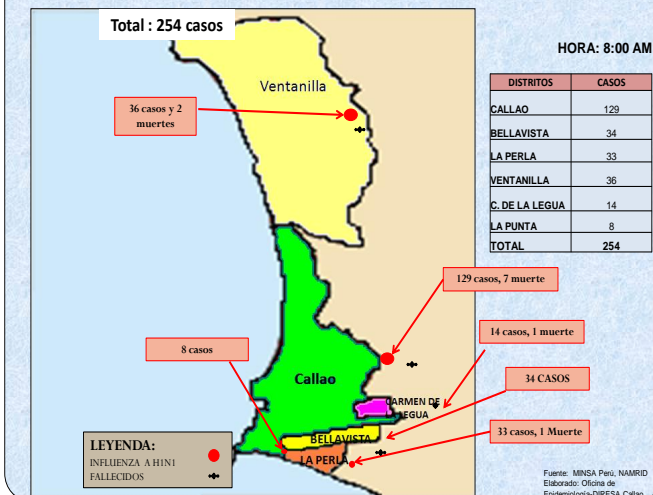 Total : 254 casos
HORA: 8:00 AM
DISTRITOS CASOS
CALLAO 129
BELLAVISTA 34
LA PERLA 33
VENTANILLA 36
C. DE LA LEGUA 14
LA PUNTA 8
TOTAL 254
Ventanilla
36 casos y 2
muertes
129 casos, 7 muerte
14 casos, 1 muerte
8 casos
34 CASOS
33 casos, 1 Muerte
Callao
CARMEN DE
LEGUA
BELLAVISTA
LA PERLA
LEYENDA:
INFLUENZA A H1N1
FALLECIDOS
Fuente: MINSA Perú, NAMRID
Elaborado: Oficina de
Epidemiología-DIRESA Callao